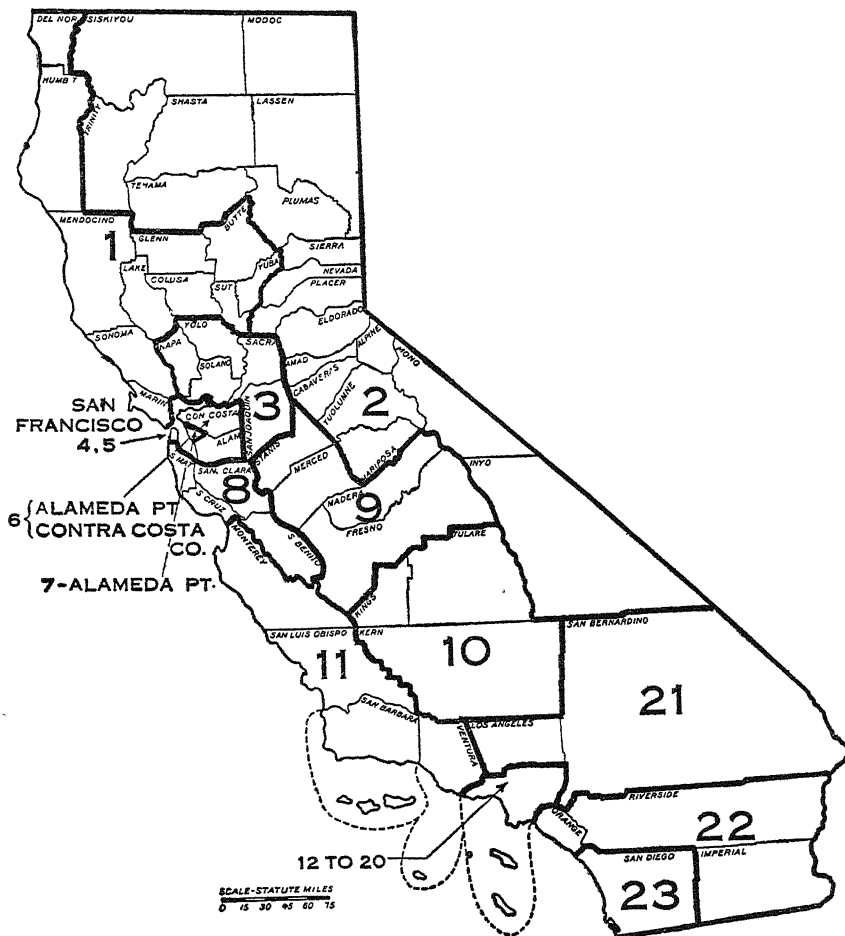 DEL NOR. SISKIYOU MODOC
HUMB'T
TRINITY
SHASTA LASSEN
TEHAMA
PLUMAS
MENDOCINO
1
GLENN
BUTTE
SIERRA
LAKE
COLUSA
SUT
YUBA
NEVADA
PLACER
ELDORADO
SONOMA
NAPA
YOLO
SACRA
ALPINE
MONO
SOLANO
AMAD
CALAVER'S
MARIN
SAN
FRANCISCO
4,5
CON COSTA
ALAM
SAN JOAQUIN
3
TUOLUMNE
2
STANIS
MERCED
MARIPOSA
INYO
S MAT
SAN. CLARA
8
S CRUZ
MADERA
9
FRESNO
6 { ALAMEDA PT
CONTRA COSTA
CO.
7-ALAMEDA PT.
MONTEREY
S BENITO
TULARE
KINGS
SAN LUIS OBISPO
KERN
SAN BERNARDINO
11
10
21
SAN BARBARA
VENTURA
LOS ANGELES
RIVERSIDE
ORANGE
22
12 TO 20
SAN DIEGO
IMPERIAL
23
SCALE-STATUTE MILES
0 15 30 45 60 75